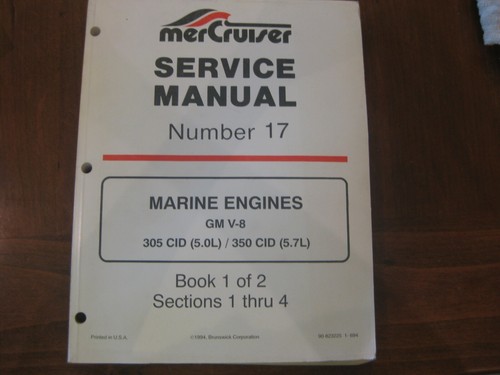 merCruiser
SERVICE
MANUAL
Number 17
MARINE ENGINES
GM V-8
305 CID (5.0L) / 350 CID (5.7L)
Book 1 of 2
Sections 1 thru 4
Printed in U.S.A.
©1994, Brunswick Corporation